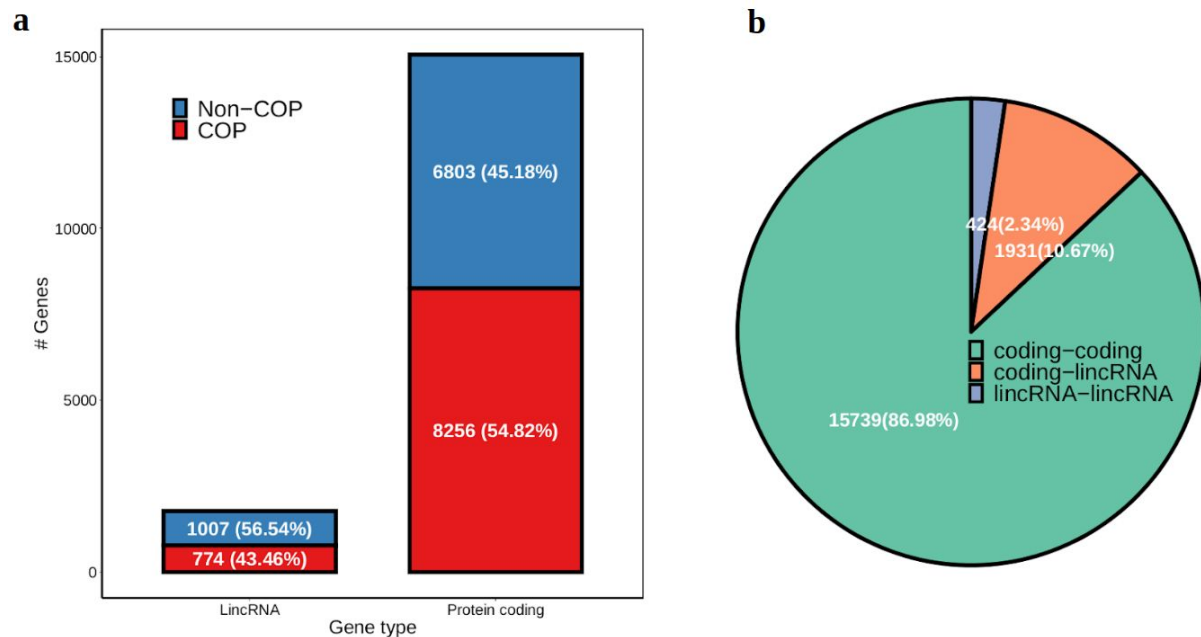 a
15000
10000
5000
0
# Genes
Non−COP
COP
6803 (45.18%)
8256 (54.82%)
1007 (56.54%)
774 (43.46%)
LincRNA
Protein coding
Gene type
b
424(2.34%)
1931(10.67%)
coding−coding
coding−lincRNA
lincRNA−lincRNA
15739(86.98%)